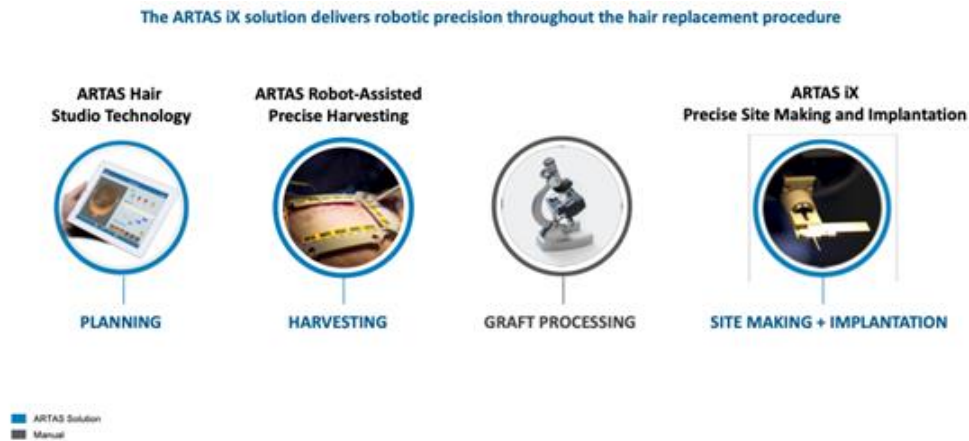 The ARTAS iX solution delivers robotic precision throughout the hair replacement procedure
ARTAS Hair
Studio Technology
ARTAS Robot-Assisted
Precise Harvesting
ARTAS iX
Precise Site Making and Implantation
PLANNING
HARVESTING
GRAFT PROCESSING
SITE MAKING + IMPLANTATION
ARTAS Solution
Manual